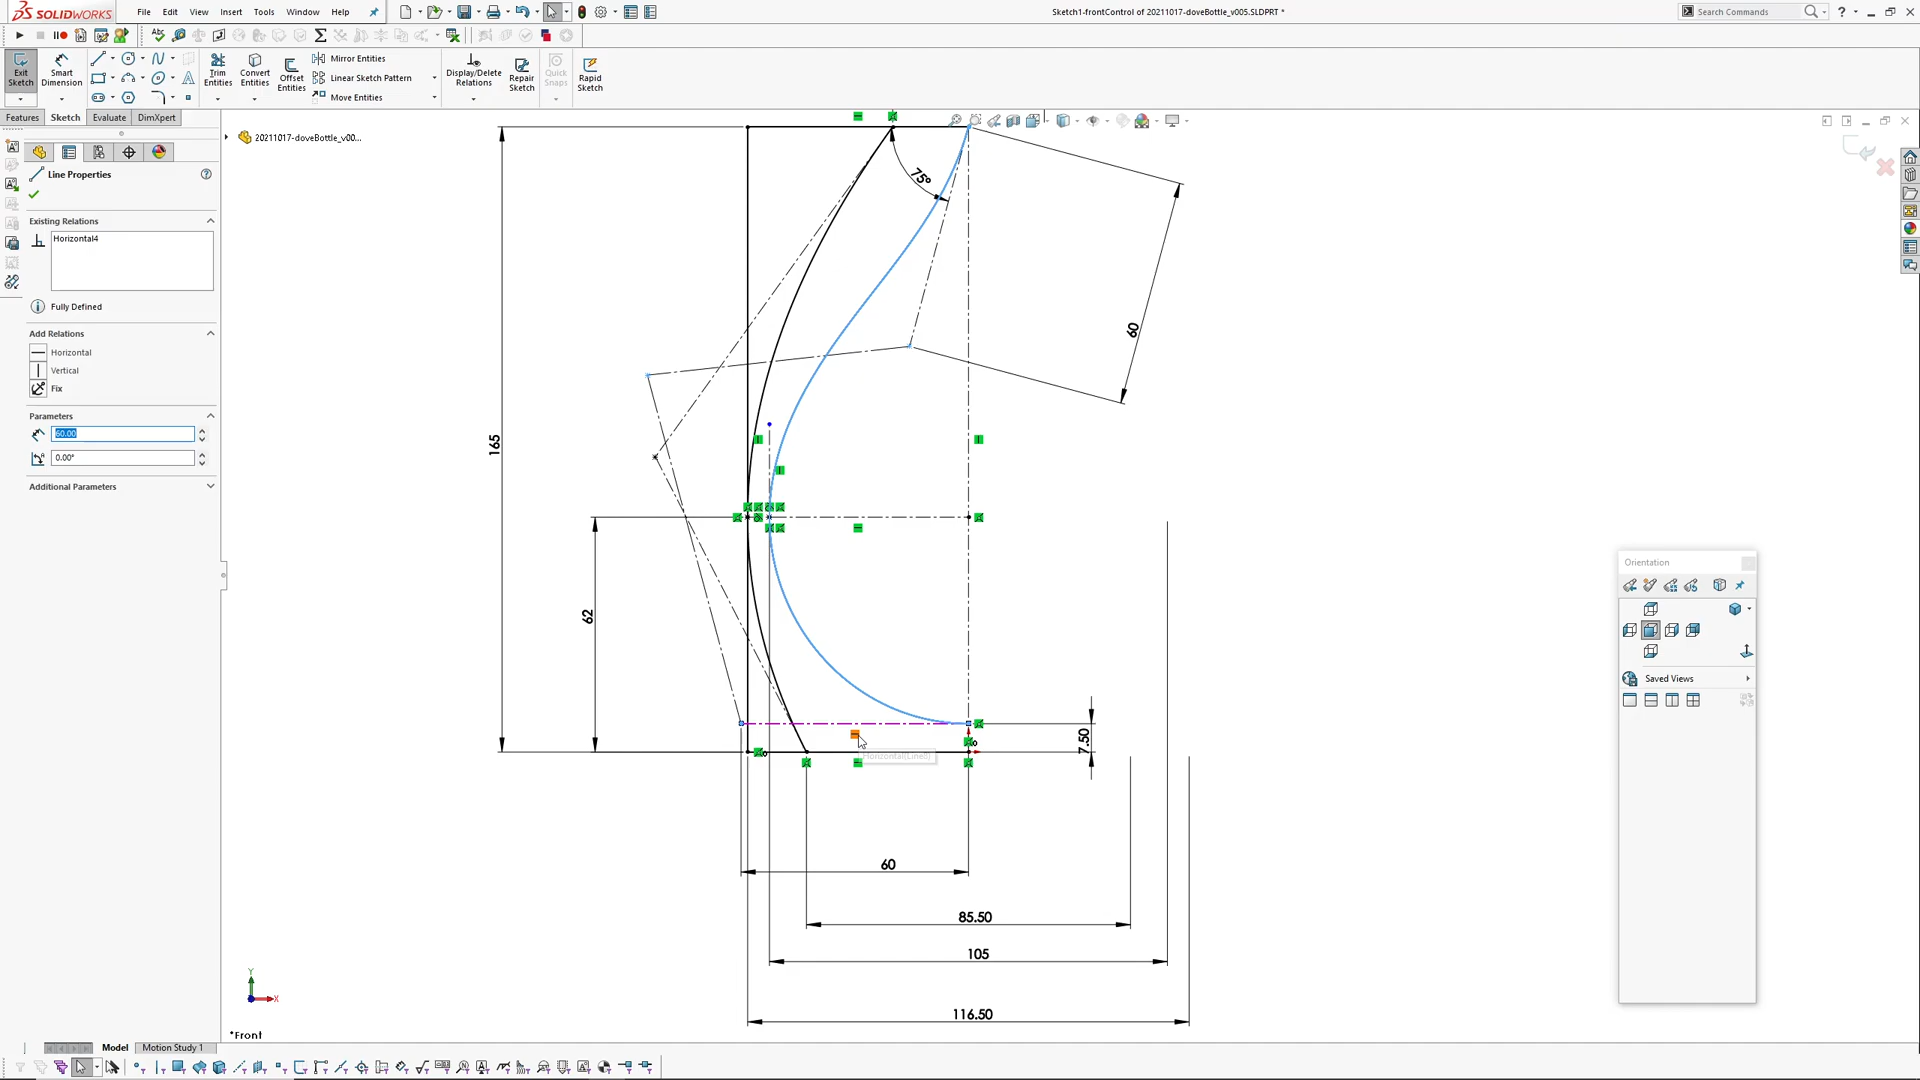 SOLIDWORKS File Edit View Insert Tools Window Help
Sketch1-frontControl of 20211017-doveBottle_v005.SLDPRT *
Search Commands
Exit Sketch
Smart Dimension
Trim Entities
Convert Entities
Offset Entities
Mirror Entities
Linear Sketch Pattern
Move Entities
Display/Delete Relations
Repair Sketch
Quick Snaps
Rapid Sketch
Features Sketch Evaluate DimXpert
20211017-doveBottle_v00...
Line Properties
Existing Relations
Horizontal4
Fully Defined
Add Relations
Horizontal
Vertical
Fix
Parameters
60.00
0.00°
Additional Parameters
75°
60
165
62
7.50
Horizontal(Line8)
60
85.50
105
116.50
Orientation
Saved Views
Y
X
*Front
Model Motion Study 1